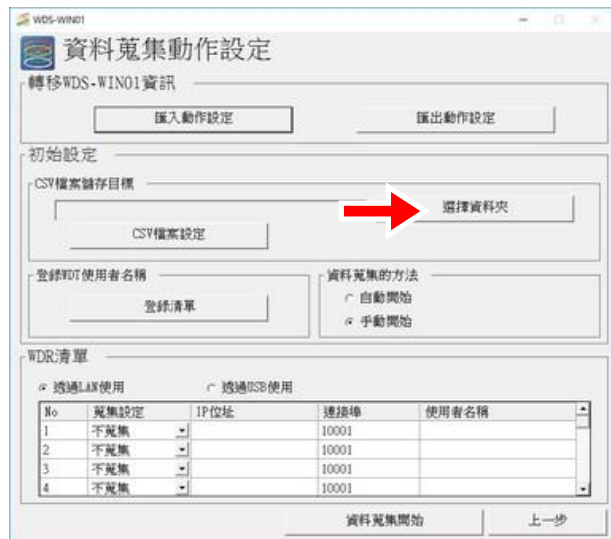 WDS-WIN01
資料蒐集動作設定
轉移WDS-WIN01資訊
匯入動作設定 匯出動作設定
初始設定
CSV檔案儲存目標
選擇資料夾
CSV檔案設定
登錄WDT使用者名稱 資料蒐集的方法
登錄清單 自動開始
手動開始
WDR清單
透過LAN使用 透過USB使用
No 蒐集設定 IP位址 連接埠 使用者名稱
1 不蒐集 10001
2 不蒐集 10001
3 不蒐集 10001
4 不蒐集 10001
資料蒐集開始 上一步